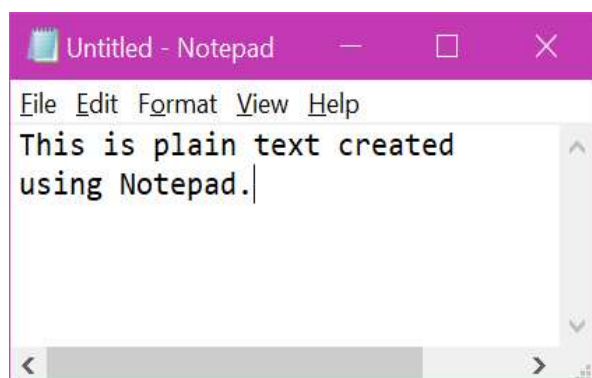 Untitled - Notepad
File Edit Format View Help
This is plain text created
using Notepad.